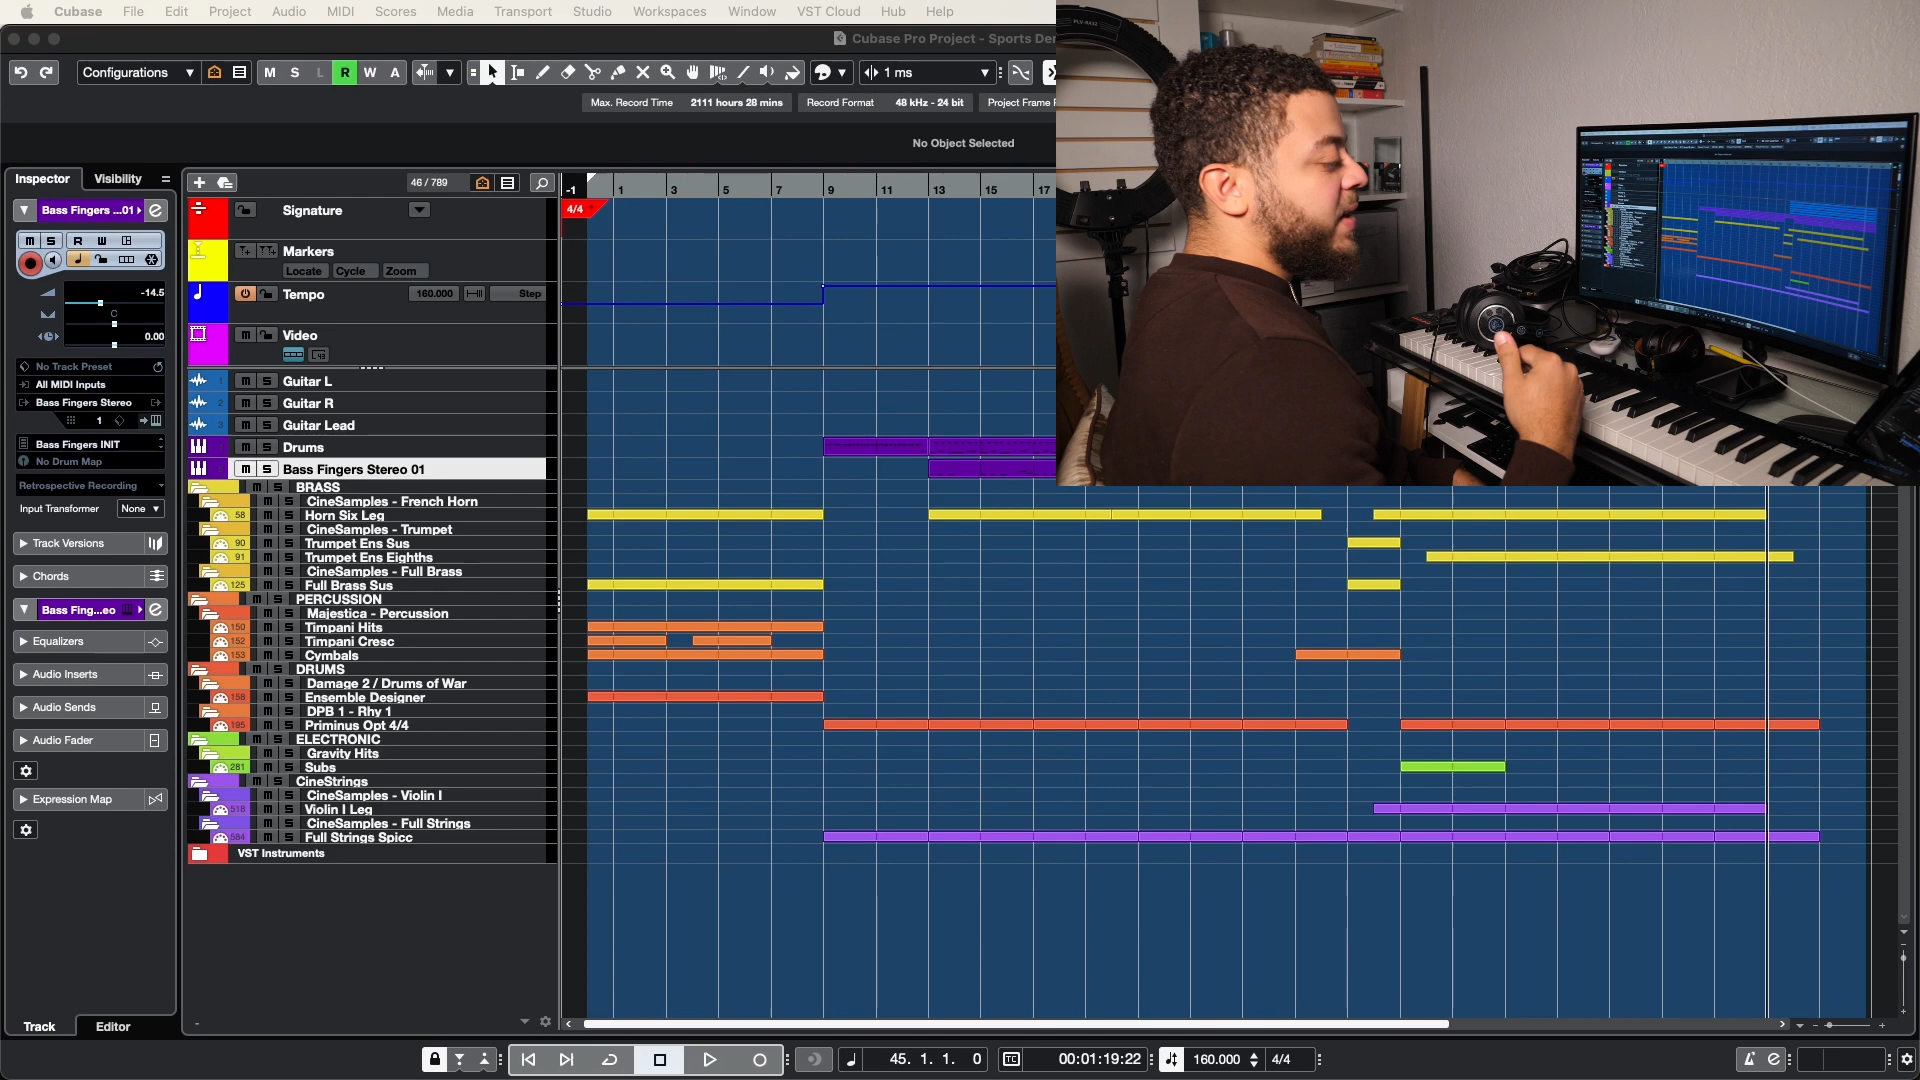 Cubase File Edit Project Audio MIDI Scores Media Transport Studio Workspaces Window VST Cloud Hub Help
Cubase Pro Project - Sports De
Configurations M S L R W A 1 ms
Max. Record Time 2111 hours 28 mins Record Format 48 kHz - 24 bit Project Frame
No Object Selected
Inspector Visibility
46 / 789
-1 1 3 5 7 9 11 13 15 17
Bass Fingers ...01
4/4
Signature
M S R W
Markers
Locate Cycle Zoom
-14.5
Tempo 160.000 Step
C
0.00
Video
No Track Preset
All MIDI Inputs
Bass Fingers Stereo
1
Bass Fingers INIT
No Drum Map
Retrospective Recording
Input Transformer None
Track Versions
Chords
Bass Fing...eo
Equalizers
Audio Inserts
Audio Sends
Audio Fader
Expression Map
1 m S Guitar L
2 m S Guitar R
3 m S Guitar Lead
m S Drums
m S Bass Fingers Stereo 01
m S BRASS
m S CineSamples - French Horn
58 m S Horn Six Leg
m S CineSamples - Trumpet
90 m S Trumpet Ens Sus
91 m S Trumpet Ens Eighths
m S CineSamples - Full Brass
125 m S Full Brass Sus
m S PERCUSSION
m S Majestica - Percussion
150 m S Timpani Hits
152 m S Timpani Cresc
153 m S Cymbals
m S DRUMS
m S Damage 2 / Drums of War
158 m S Ensemble Designer
m S DPB 1 - Rhy 1
195 m S Priminus Opt 4/4
m S ELECTRONIC
m S Gravity Hits
281 m S Subs
m S CineStrings
m S CineSamples - Violin I
518 m S Violin I Leg
m S CineSamples - Full Strings
584 m S Full Strings Spicc
VST Instruments
Track Editor
45. 1. 1. 0 TC 00:01:19:22 160.000 4/4